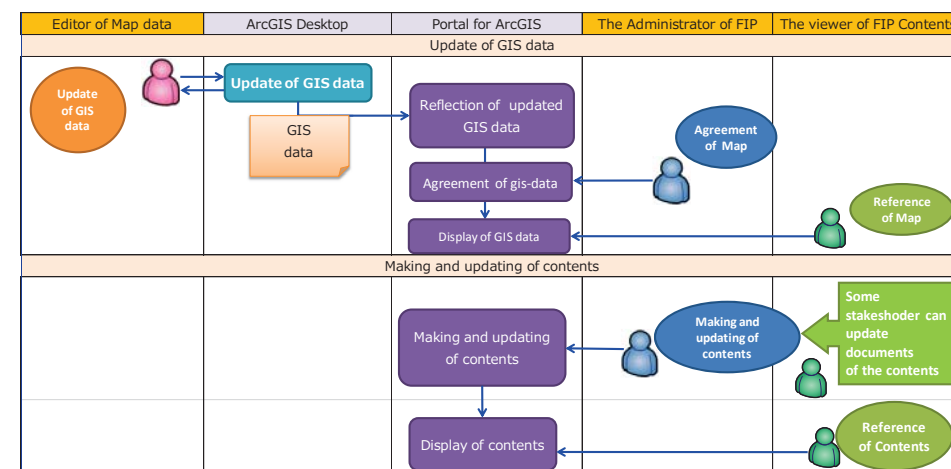 Editor of Map data
ArcGIS Desktop
Portal for ArcGIS
The Administrator of FIP
The viewer of FIP Contents
Update of GIS data
Update
of GIS
data
Update of GIS data
GIS
data
Reflection of updated
GIS data
Agreement
of Map
Agreement of gis-data
Reference
of Map
Display of GIS data
Making and updating of contents
Some
stakeshoder can
update
documents
of the contents
Making and
updating of
contents
Making and updating
of contents
Reference
of Contents
Display of contents